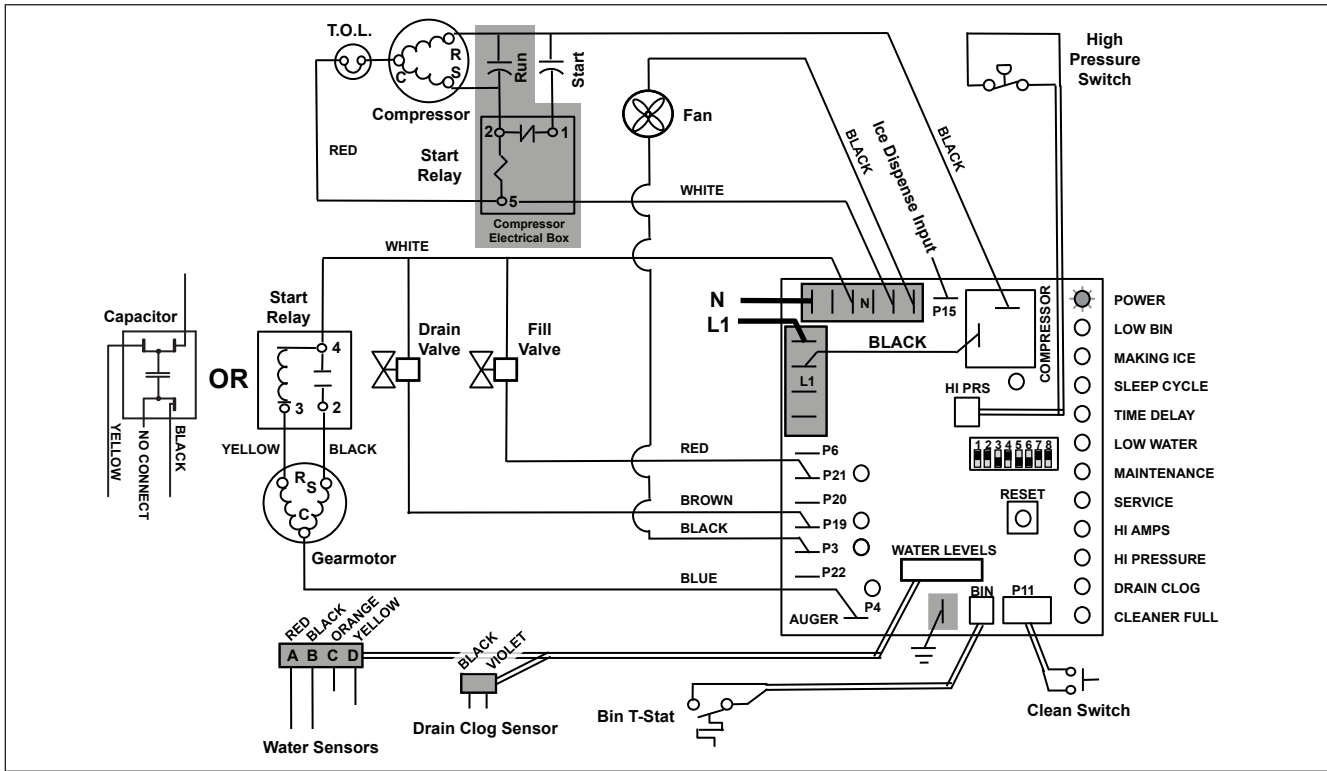 T.O.L.
R
S
C
Compressor
Run
Start
RED
2
1
Start
Relay
5
Compressor
Electrical Box
Fan
BLACK
Ice Dispense Input
BLACK
High
Pressure
Switch
WHITE
WHITE
Capacitor
YELLOW
NO CONNECT
BLACK
OR
Start
Relay
4
3
2
YELLOW
BLACK
R
S
C
Gearmotor
Drain
Valve
Fill
Valve
N
L1
N
P15
COMPRESSOR
BLACK
L1
HI PRS
1 2 3 4 5 6 7 8
RESET
POWER
LOW BIN
MAKING ICE
SLEEP CYCLE
TIME DELAY
LOW WATER
MAINTENANCE
SERVICE
HI AMPS
HI PRESSURE
DRAIN CLOG
CLEANER FULL
RED
BROWN
BLACK
BLUE
P6
P21
P20
P19
P3
P22
P4
AUGER
WATER LEVELS
BIN
P11
RED
BLACK
ORANGE
YELLOW
A B C D
Water Sensors
BLACK
VIOLET
Drain Clog Sensor
Bin T-Stat
Clean Switch